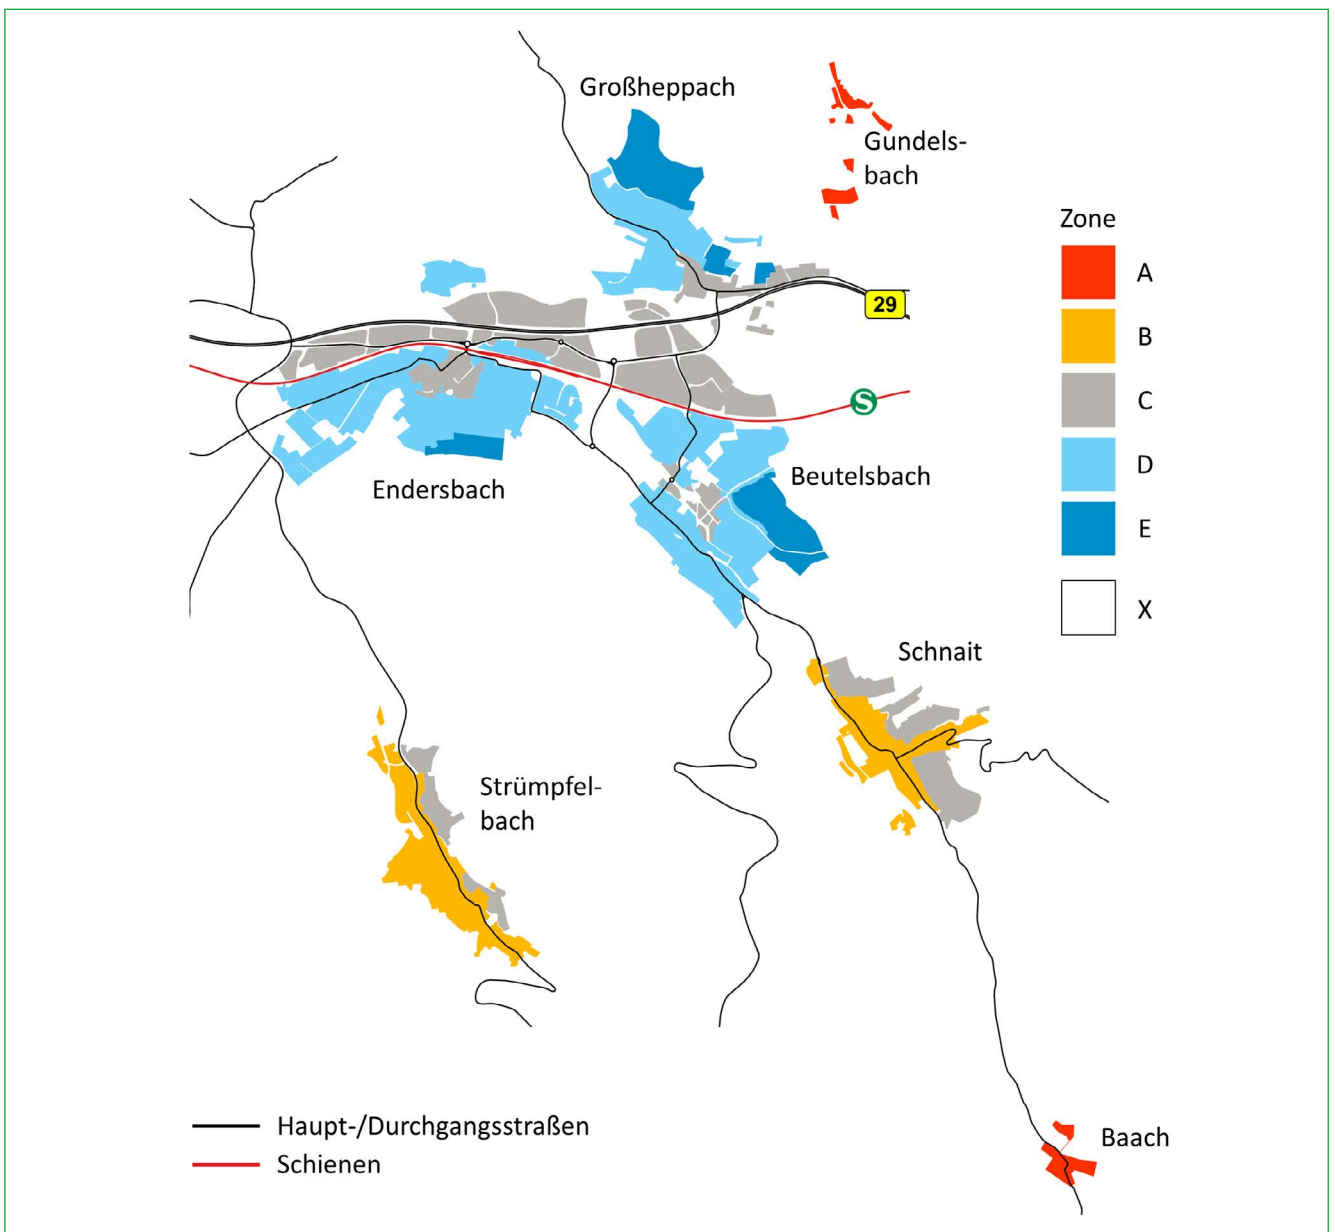 Großheppach
Gundels-
bach
Zone
A
29
B
S
C
D
Beutelsbach
Endersbach
E
X
Schnait
Strümpfel-
bach
Haupt-/Durchgangsstraßen
Baach
Schienen